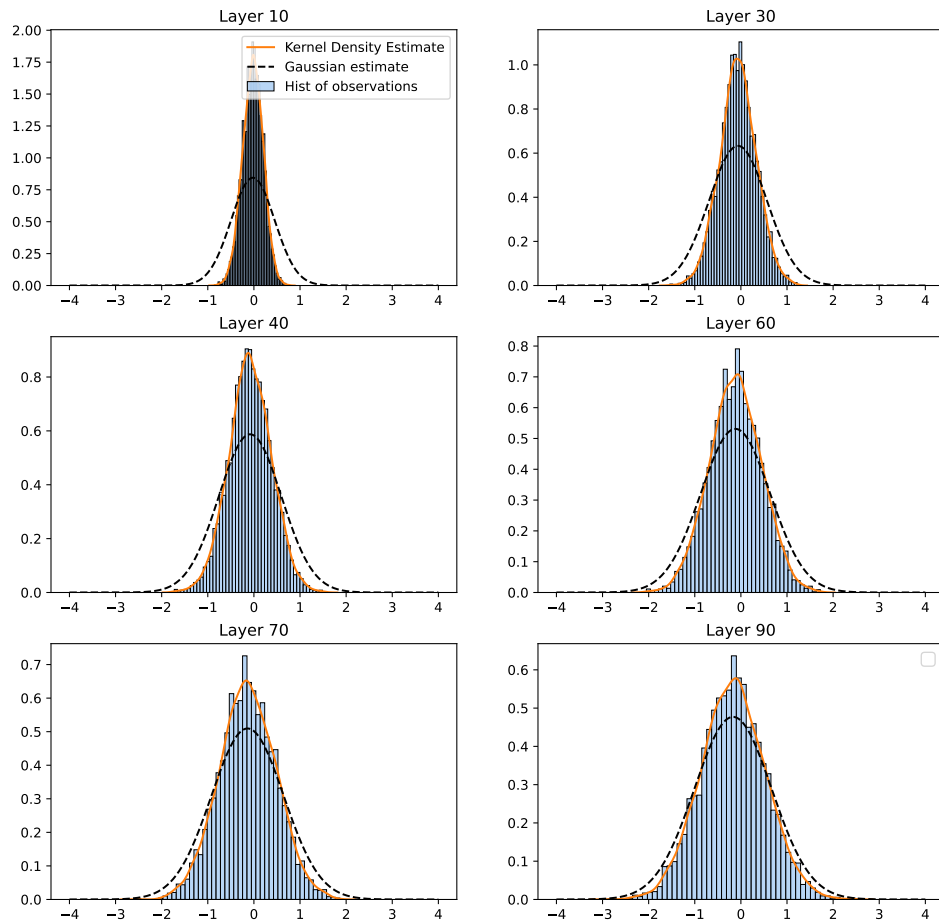 Layer 10
Layer 30
2.00
1.75
1.50
1.25
1.00
0.75
0.50
0.25
0.00
Kernel Density Estimate
Gaussian estimate
Hist of observations
−4 −3 −2 −1 0 1 2 3 4
1.0
0.8
0.6
0.4
0.2
0.0
−4 −3 −2 −1 0 1 2 3 4
Layer 40
Layer 60
0.8
0.6
0.4
0.2
0.0
−4 −3 −2 −1 0 1 2 3 4
0.8
0.7
0.6
0.5
0.4
0.3
0.2
0.1
0.0
−4 −3 −2 −1 0 1 2 3 4
Layer 70
Layer 90
0.7
0.6
0.5
0.4
0.3
0.2
0.1
0.0
−4 −3 −2 −1 0 1 2 3 4
0.6
0.5
0.4
0.3
0.2
0.1
0.0
−4 −3 −2 −1 0 1 2 3 4